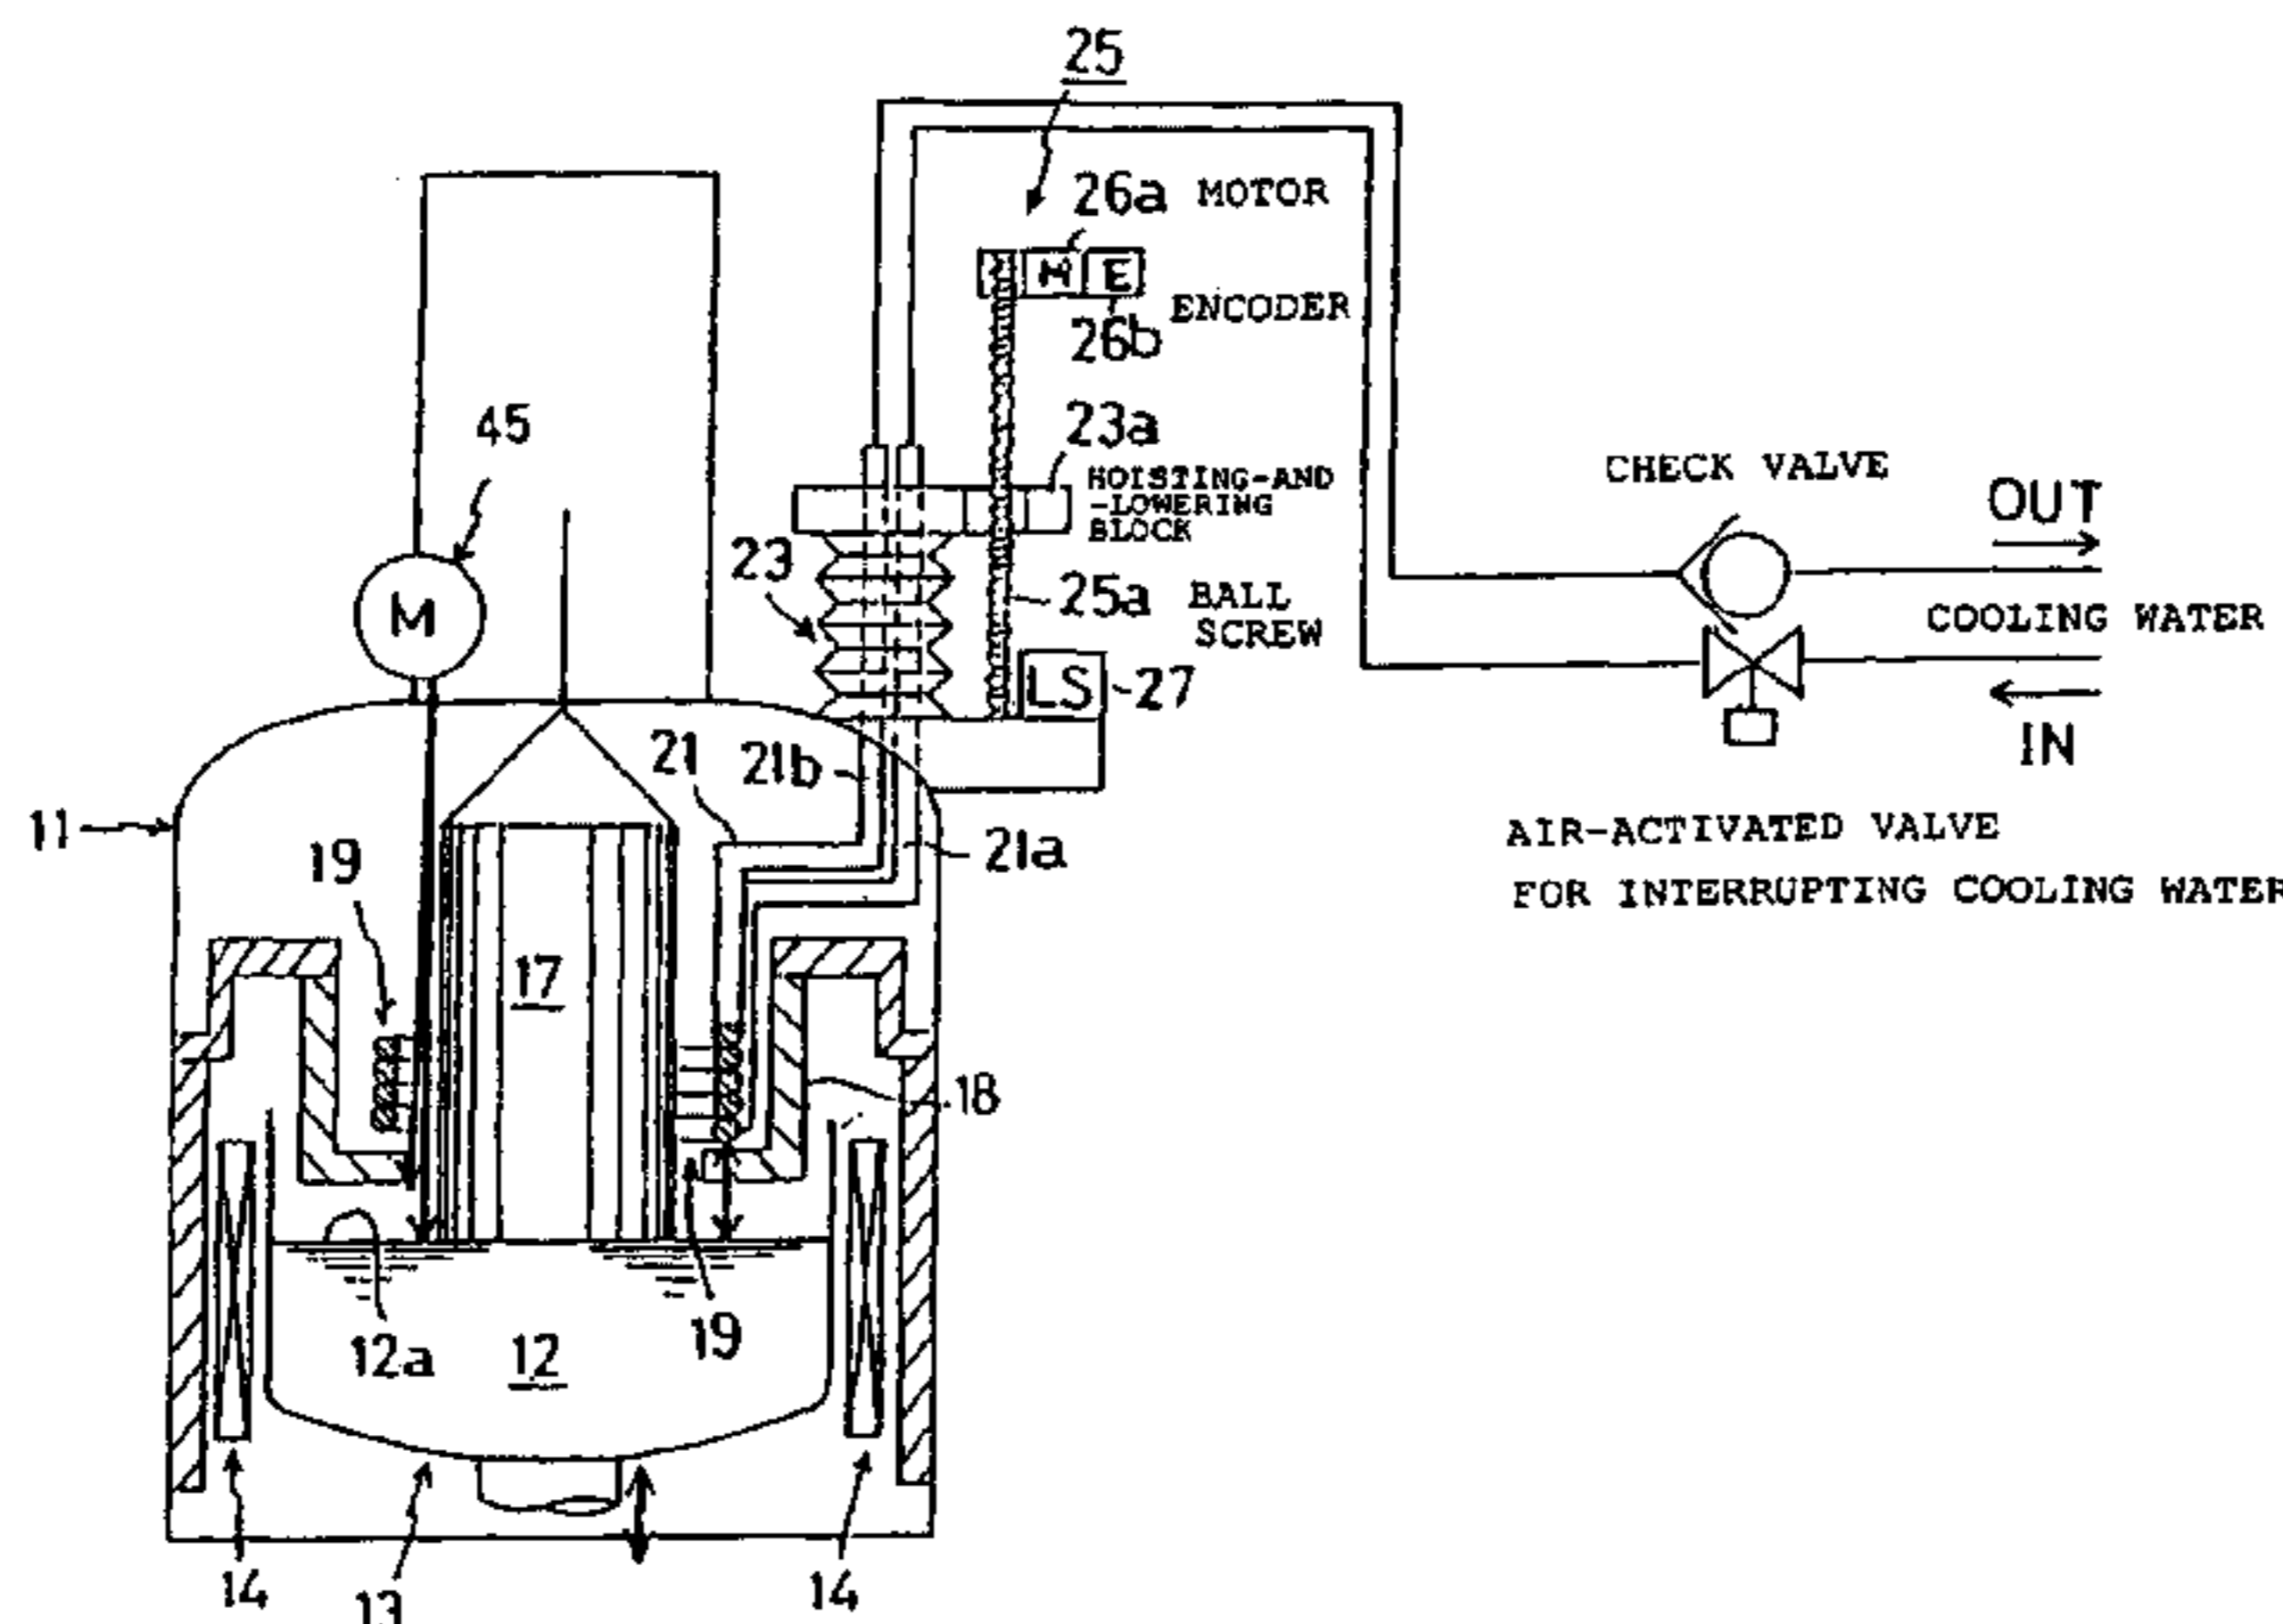 25
26a MOTOR
M E
ENCODER
26b
45
23a
HOISTING-AND
-LOWERING
BLOCK
CHECK VALVE
OUT
23
25a BALL
SCREW
M
COOLING WATER
LS 27
21
21b
IN
11
21a
AIR-ACTIVATED VALVE
FOR INTERRUPTING COOLING WATER
19
17
18
12a
12
19
14
13
14